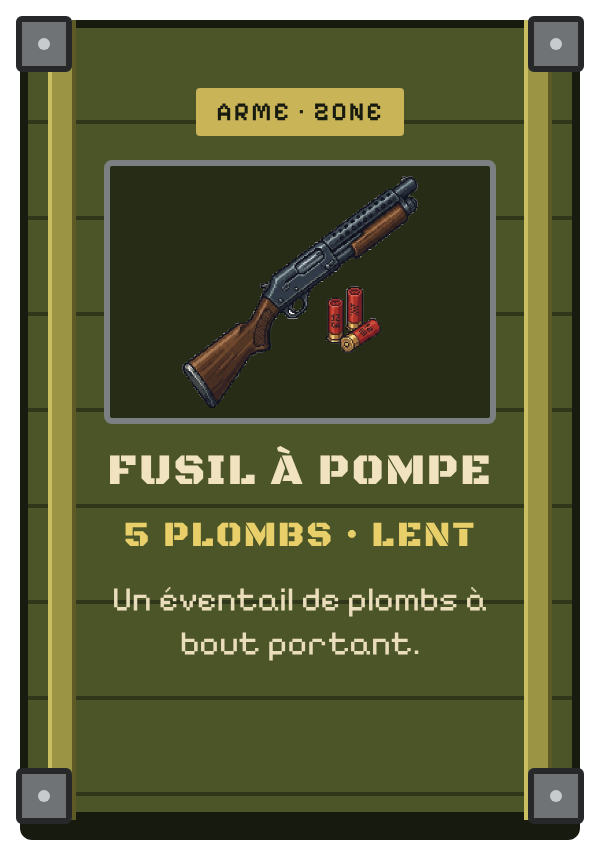 ARME · ZONE
FUSIL À POMPE
5 PLOMBS · LENT
Un éventail de plombs à
bout portant.